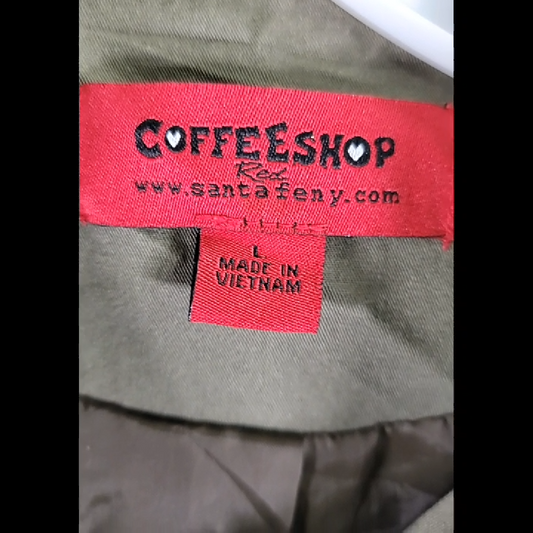 COFFEESHOP
Red
www.santafeny.com
L
MADE IN
VIETNAM